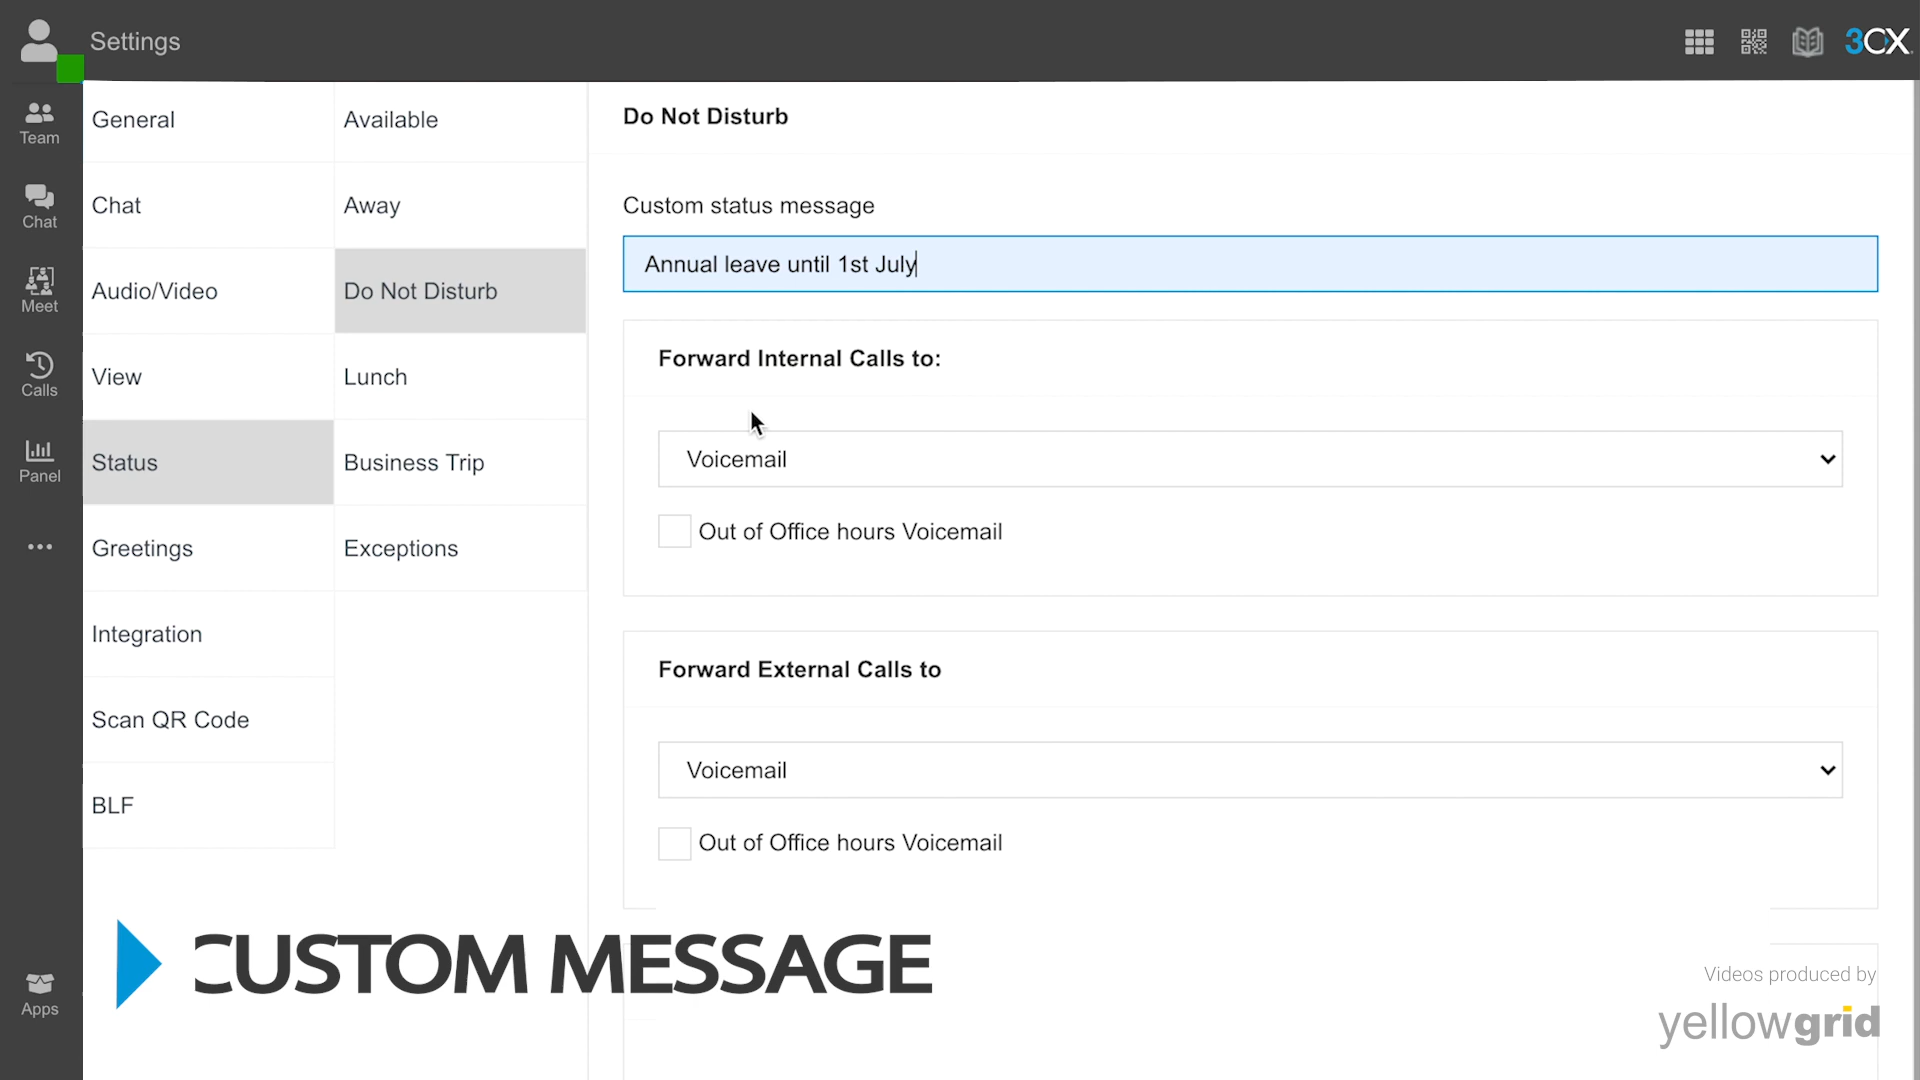 Settings
3CX
Team
Chat
Meet
Calls
Panel
Apps
General
Chat
Audio/Video
View
Status
Greetings
Integration
Scan QR Code
BLF
Available
Away
Do Not Disturb
Lunch
Business Trip
Exceptions
Do Not Disturb
Custom status message
Annual leave until 1st July
Forward Internal Calls to:
Voicemail
Out of Office hours Voicemail
Forward External Calls to
Voicemail
Out of Office hours Voicemail
CUSTOM MESSAGE
Videos produced by
yellowgrid